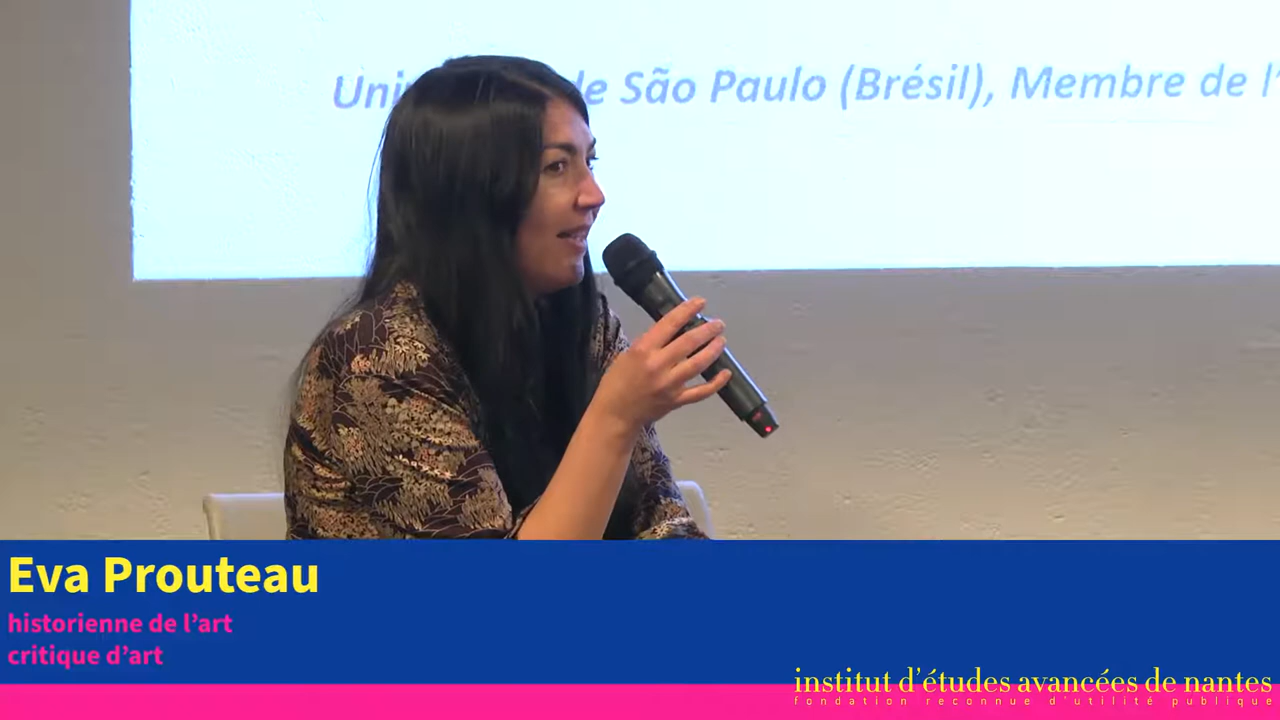 de São Paulo (Brésil), Membre de l'
Eva Prouteau
historienne de l'art
critique d'art
institut d'études avancées de nantes
fondation reconnue d'utilité publique